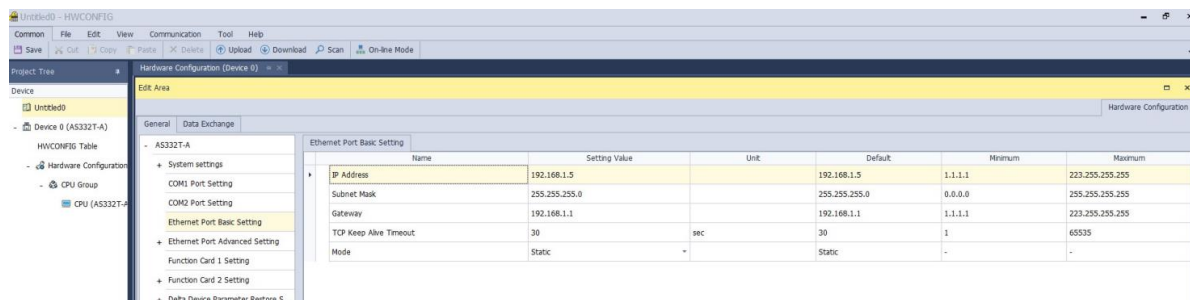 Untitled0 - HWCONFIG
Common File Edit View Communication Tool Help
Save Cut Copy Paste Delete Upload Download Scan On-line Mode
Project Tree
Hardware Configuration (Device 0)
Device
Edit Area
Untitled0
Hardware Configuration
Device 0 (AS332T-A)
General Data Exchange
HWCONFIG Table
- AS332T-A
Ethernet Port Basic Setting
- Hardware Configuration
+ System settings
Name Setting Value Unit Default Minimum Maximum
- CPU Group
COM1 Port Setting
IP Address 192.168.1.5 192.168.1.5 1.1.1.1 223.255.255.255
CPU (AS332T-A
COM2 Port Setting
Subnet Mask 255.255.255.0 255.255.255.0 0.0.0.0 255.255.255.255
Ethernet Port Basic Setting
Gateway 192.168.1.1 192.168.1.1 1.1.1.1 223.255.255.255
+ Ethernet Port Advanced Setting
TCP Keep Alive Timeout 30 sec 30 1 65535
Function Card 1 Setting
Mode Static Static - -
+ Function Card 2 Setting
+ Delta Device Parameter Restore S